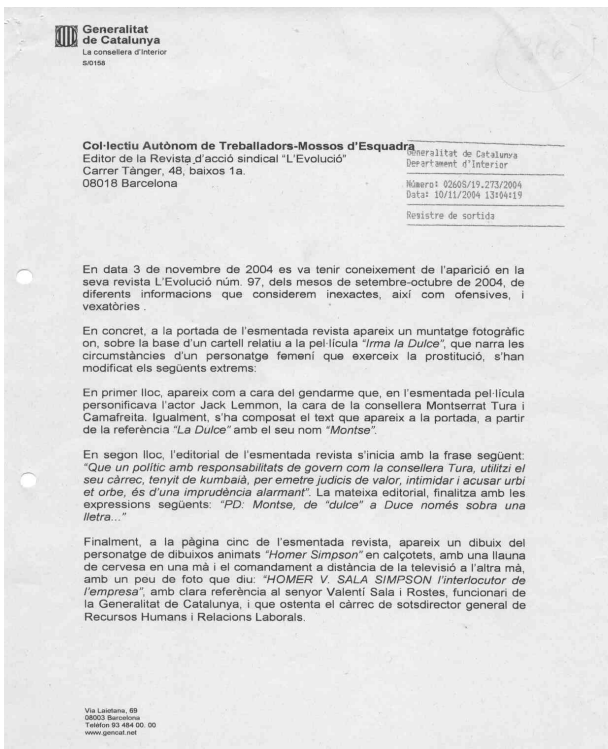 Generalitat
de Catalunya
La consellera d'Interior
S/0158
Col·lectiu Autònom de Treballadors-Mossos d'Esquadra
Editor de la Revista d'acció sindical "L'Evolució"
Carrer Tànger, 48, baixos 1a.
08018 Barcelona
Generalitat de Catalunya
Departament d'Interior
Número: 0260S/19.273/2004
Data: 10/11/2004 13:04:19
Registre de sortida
En data 3 de novembre de 2004 es va tenir coneixement de l'aparició en la
seva revista L'Evolució núm. 97, dels mesos de setembre-octubre de 2004, de
diferents informacions que considerem inexactes, així com ofensives, i
vexatòries .
En concret, a la portada de l'esmentada revista apareix un muntatge fotogràfic
on, sobre la base d'un cartell relatiu a la pel·lícula "Irma la Dulce", que narra les
circumstàncies d'un personatge femení que exerceix la prostitució, s'han
modificat els següents extrems:
En primer lloc, apareix com a cara del gendarme que, en l'esmentada pel·lícula
personificava l'actor Jack Lemmon, la cara de la consellera Montserrat Tura i
Camafreita. Igualment, s'ha composat el text que apareix a la portada, a partir
de la referència "La Dulce" amb el seu nom "Montse".
En segon lloc, l'editorial de l'esmentada revista s'inicia amb la frase següent:
"Que un polític amb responsabilitats de govern com la consellera Tura, utilitzi el
seu càrrec, tenyit de kumbaià, per emetre judicis de valor, intimidar i acusar urbi
et orbe, és d'una imprudència alarmant". La mateixa editorial, finalitza amb les
expressions següents: "PD: Montse, de "dulce" a Duce només sobra una
lletra..."
Finalment, a la pàgina cinc de l'esmentada revista, apareix un dibuix del
personatge de dibuixos animats "Homer Simpson" en calçotets, amb una llauna
de cervesa en una mà i el comandament a distància de la televisió a l'altra mà,
amb un peu de foto que diu: "HOMER V. SALA SIMPSON l'interlocutor de
l'empresa", amb clara referència al senyor Valentí Sala i Rostes, funcionari de
la Generalitat de Catalunya, i que ostenta el càrrec de sotsdirector general de
Recursos Humans i Relacions Laborals.
Via Laietana, 69
08003 Barcelona
Telèfon 93 484 00. 00
www.gencat.net